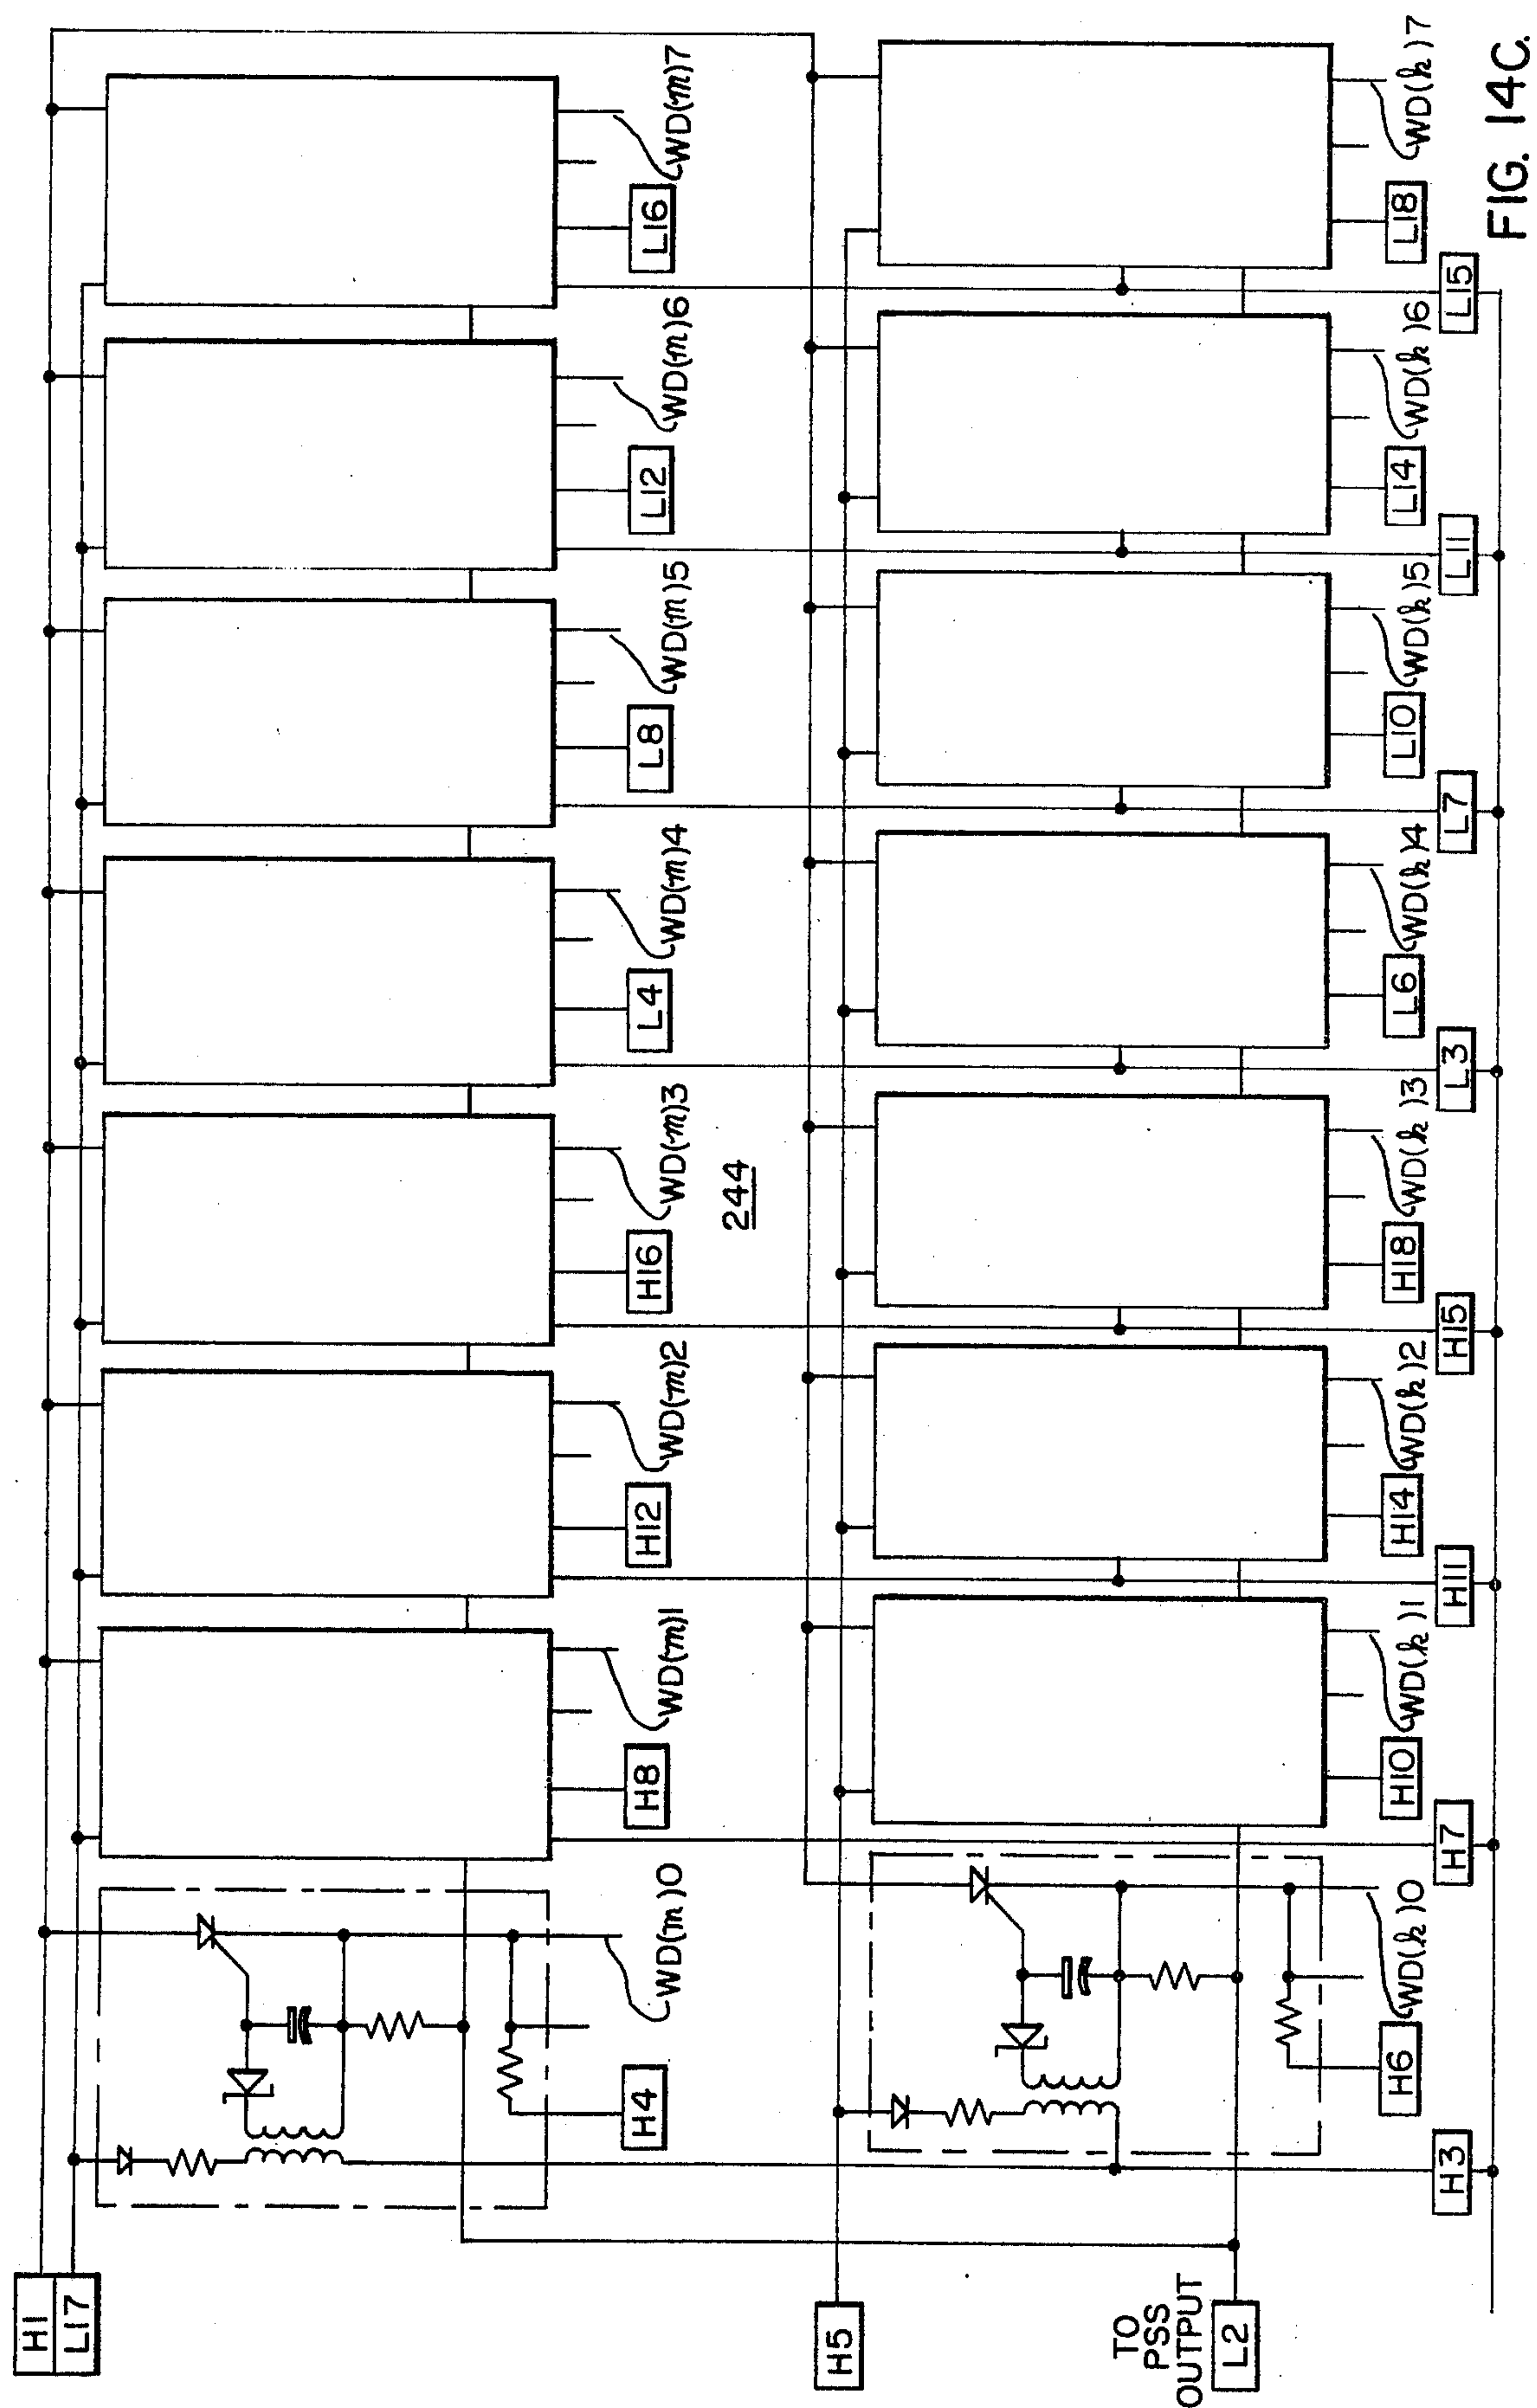 H1
L17
H4
WD(m)0
H8
WD(m)1
H12
WD(m)2
H16
WD(m)3
L4
WD(m)4
L8
WD(m)5
L12
WD(m)6
L16
WD(m)7
244
H5
TO
PSS
OUTPUT
L2
H6
WD(k)0
H10
WD(k)1
H14
WD(k)2
H18
WD(k)3
L6
WD(k)4
L10
WD(k)5
L14
WD(k)6
L18
WD(k)7
H3
H7
H11
H15
L3
L7
L11
L15
FIG. 14C.